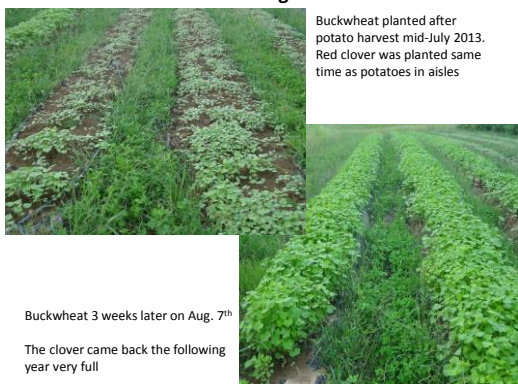 Buckwheat planted after
potato harvest mid-July 2013.
Red clover was planted same
time as potatoes in aisles
Buckwheat 3 weeks later on Aug. 7th
The clover came back the following
year very full